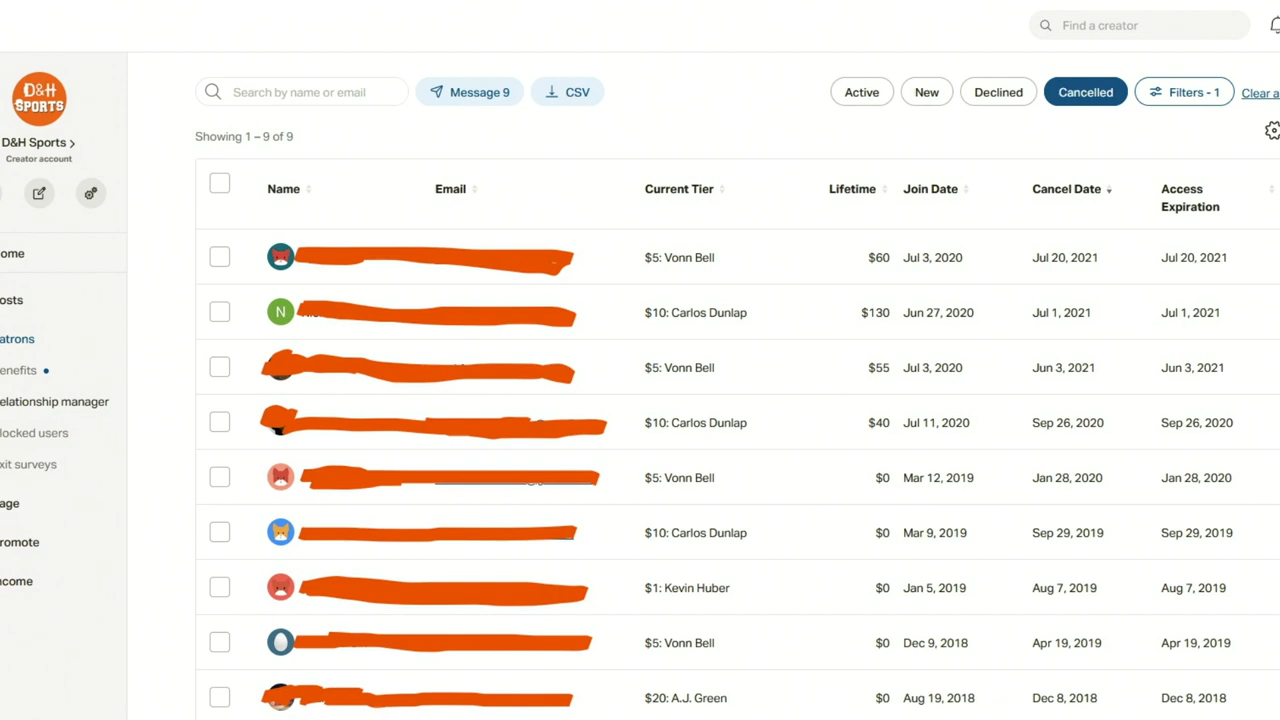 Find a creator
D&H
SPORTS
D&H Sports
Creator account
ome
osts
atrons
enefits
elationship manager
locked users
xit surveys
age
romote
ncome
Search by name or email
Message 9
CSV
Active
New
Declined
Cancelled
Filters - 1
Clear a
Showing 1 – 9 of 9
Name Email Current Tier Lifetime Join Date Cancel Date Access Expiration
$5: Vonn Bell $60 Jul 3, 2020 Jul 20, 2021 Jul 20, 2021
N $10: Carlos Dunlap $130 Jun 27, 2020 Jul 1, 2021 Jul 1, 2021
$5: Vonn Bell $55 Jul 3, 2020 Jun 3, 2021 Jun 3, 2021
$10: Carlos Dunlap $40 Jul 11, 2020 Sep 26, 2020 Sep 26, 2020
$5: Vonn Bell $0 Mar 12, 2019 Jan 28, 2020 Jan 28, 2020
$10: Carlos Dunlap $0 Mar 9, 2019 Sep 29, 2019 Sep 29, 2019
$1: Kevin Huber $0 Jan 5, 2019 Aug 7, 2019 Aug 7, 2019
$5: Vonn Bell $0 Dec 9, 2018 Apr 19, 2019 Apr 19, 2019
$20: A.J. Green $0 Aug 19, 2018 Dec 8, 2018 Dec 8, 2018